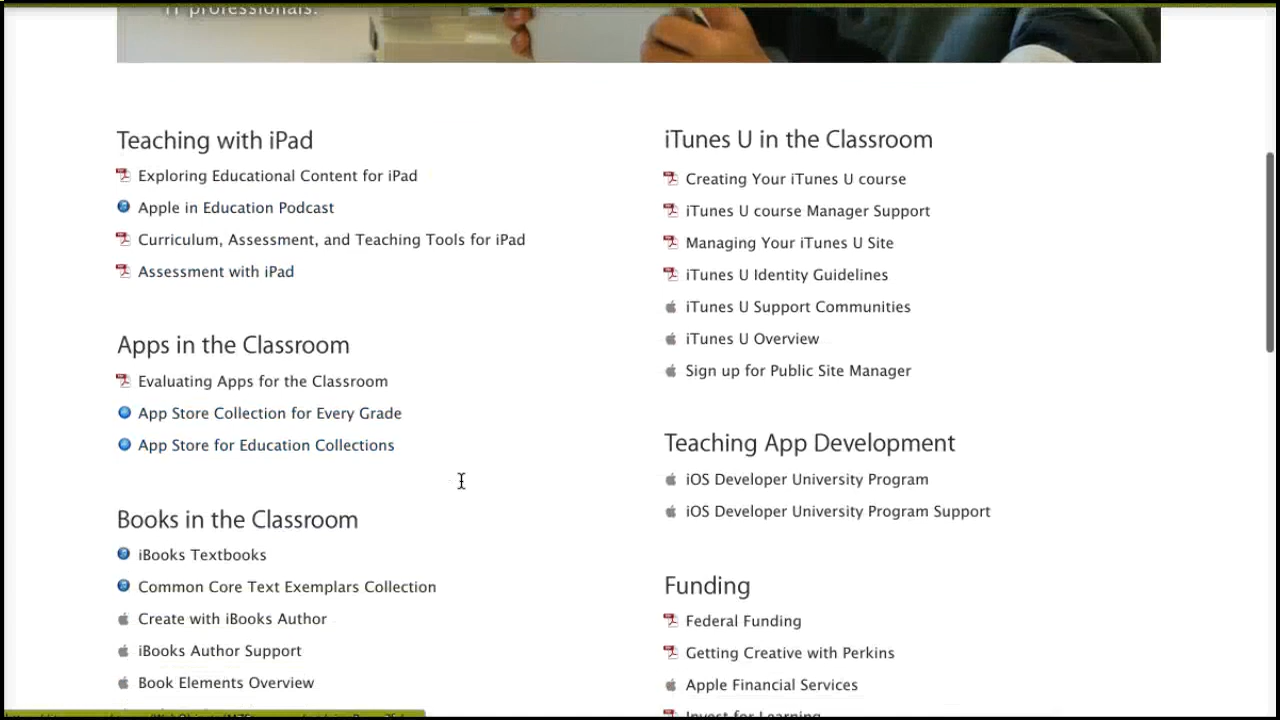 IT professionals.
Teaching with iPad
Exploring Educational Content for iPad
Apple in Education Podcast
Curriculum, Assessment, and Teaching Tools for iPad
Assessment with iPad
Apps in the Classroom
Evaluating Apps for the Classroom
App Store Collection for Every Grade
App Store for Education Collections
Books in the Classroom
iBooks Textbooks
Common Core Text Exemplars Collection
Create with iBooks Author
iBooks Author Support
Book Elements Overview
iTunes U in the Classroom
Creating Your iTunes U course
iTunes U course Manager Support
Managing Your iTunes U Site
iTunes U Identity Guidelines
iTunes U Support Communities
iTunes U Overview
Sign up for Public Site Manager
Teaching App Development
iOS Developer University Program
iOS Developer University Program Support
Funding
Federal Funding
Getting Creative with Perkins
Apple Financial Services
Invest for Learning